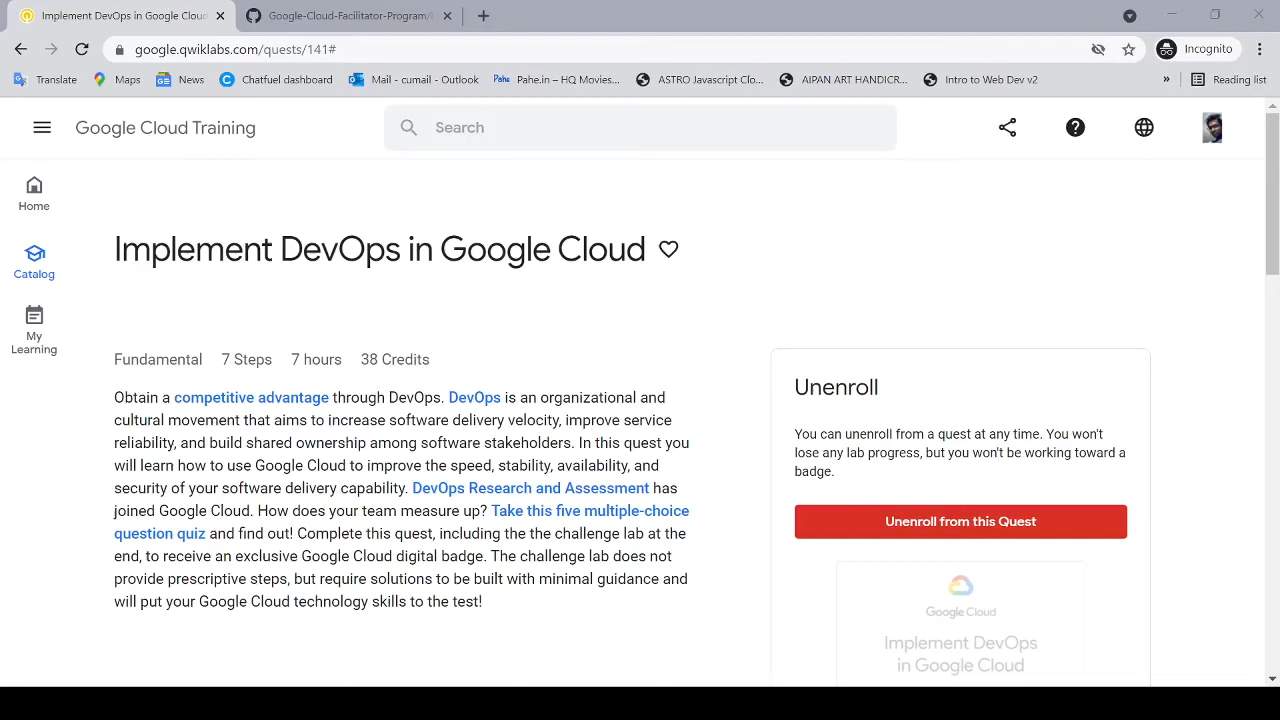 Implement DevOps in Google Cloud
Google-Cloud-Facilitator-Program/
google.qwiklabs.com/quests/141#
Incognito
Translate
Maps
News
Chatfuel dashboard
Mail - cumail - Outlook
Pahe.in – HQ Movies...
ASTRO Javascript Clo...
AIPAN ART HANDICR...
Intro to Web Dev v2
»
Reading list
Google Cloud Training
Search
Home
Catalog
My
Learning
Implement DevOps in Google Cloud
Fundamental 7 Steps 7 hours 38 Credits
Obtain a competitive advantage through DevOps. DevOps is an organizational and
cultural movement that aims to increase software delivery velocity, improve service
reliability, and build shared ownership among software stakeholders. In this quest you
will learn how to use Google Cloud to improve the speed, stability, availability, and
security of your software delivery capability. DevOps Research and Assessment has
joined Google Cloud. How does your team measure up? Take this five multiple-choice
question quiz and find out! Complete this quest, including the the challenge lab at the
end, to receive an exclusive Google Cloud digital badge. The challenge lab does not
provide prescriptive steps, but require solutions to be built with minimal guidance and
will put your Google Cloud technology skills to the test!
Unenroll
You can unenroll from a quest at any time. You won't
lose any lab progress, but you won't be working toward a
badge.
Unenroll from this Quest
Google Cloud
Implement DevOps
in Google Cloud